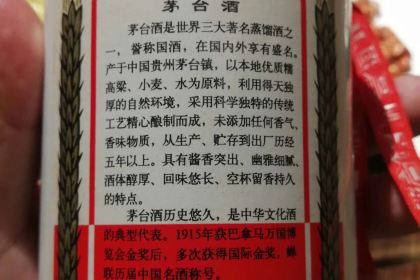 茅台酒
茅台酒是世界三大著名蒸馏酒之
一，誉称国酒，在国内外享有盛名。
产于中国贵州茅台镇，以本地优质糯
高粱、小麦、水为原料，利用得天独
厚的自然环境，采用科学独特的传统
工艺精心酿制而成，未添加任何香气、
香味物质，从生产、贮存到出厂历经
五年以上。具有酱香突出、幽雅细腻、
酒体醇厚、回味悠长、空杯留香持久
的特点。
茅台酒历史悠久，是中华文化酒
的典型代表。1915年获巴拿马万国博
览会金奖后，多次获得国际金奖，蝉
联历届中国名酒称号。